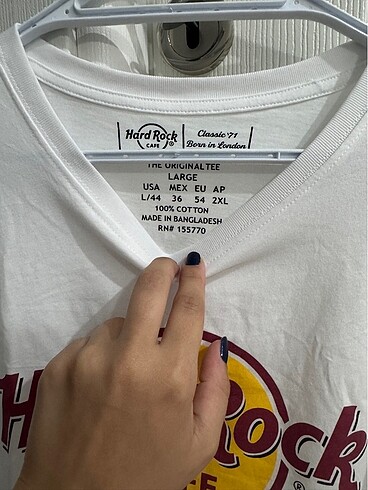 Hard Rock
CAFE ®
Classic '71
Born in London
THE ORIGINAL TEE
LARGE
USA MEX EU AP
L/44 36 54 2XL
100% COTTON
MADE IN BANGLADESH
RN# 155770
Rock
®